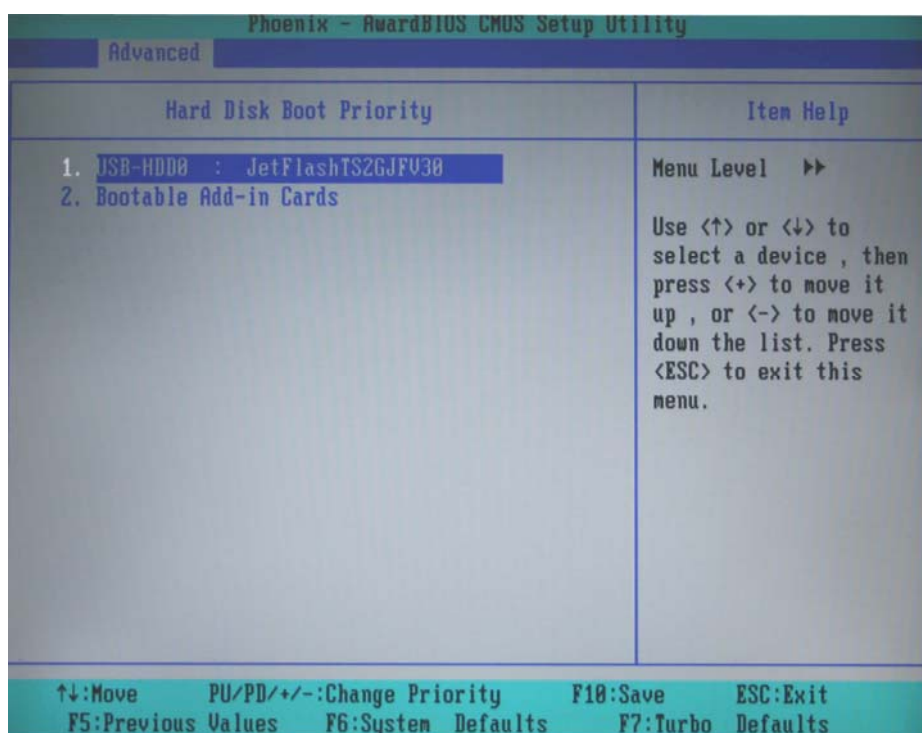 Phoenix - AwardBIOS CMOS Setup Utility
Advanced
Hard Disk Boot Priority
1. USB-HDD0 : JetFlashTS2GJFV30
2. Bootable Add-in Cards
Item Help
Menu Level ▶▶
Use <↑> or <↓> to
select a device , then
press <+> to move it
up , or <-> to move it
down the list. Press
<ESC> to exit this
menu.
↑↓:Move PU/PD/+/-:Change Priority F10:Save ESC:Exit
F5:Previous Values F6:System Defaults F7:Turbo Defaults